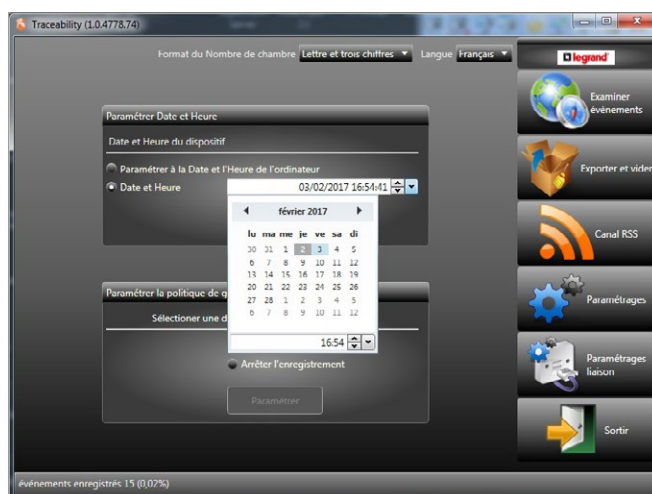 Traceability (1.0.4778.74)
Format du Nombre de chambre Lettre et trois chiffres Langue Français
legrand
Examiner
événements
Exporter et vider
Canal RSS
Paramétrages
Paramétrages
liaison
Sortir
Paramétrer Date et Heure
Date et Heure du dispositif
Paramétrer à la Date et l'Heure de l'ordinateur
Date et Heure 03/02/2017 16:54:41
février 2017
lu ma me je ve sa di
30 31 1 2 3 4 5
6 7 8 9 10 11 12
13 14 15 16 17 18 19
20 21 22 23 24 25 26
27 28 1 2 3 4 5
6 7 8 9 10 11 12
16:54
Paramétrer la politique de
Sélectioner une
Arrêter l'enregistrement
Paramétrer
événements enregistrés 15 (0,02%)